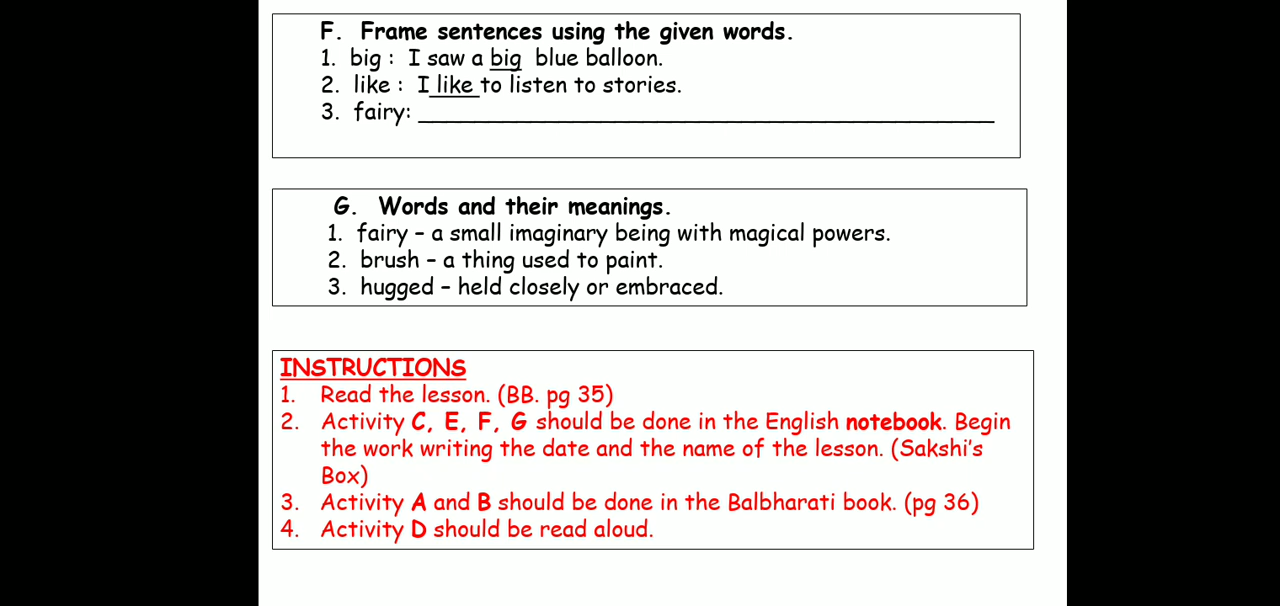 F. Frame sentences using the given words.
1. big : I saw a big blue balloon.
2. like : I like to listen to stories.
3. fairy: ________________________________________________
G. Words and their meanings.
1. fairy – a small imaginary being with magical powers.
2. brush – a thing used to paint.
3. hugged – held closely or embraced.
INSTRUCTIONS
1. Read the lesson. (BB. pg 35)
2. Activity C, E, F, G should be done in the English notebook. Begin
the work writing the date and the name of the lesson. (Sakshi's
Box)
3. Activity A and B should be done in the Balbharati book. (pg 36)
4. Activity D should be read aloud.